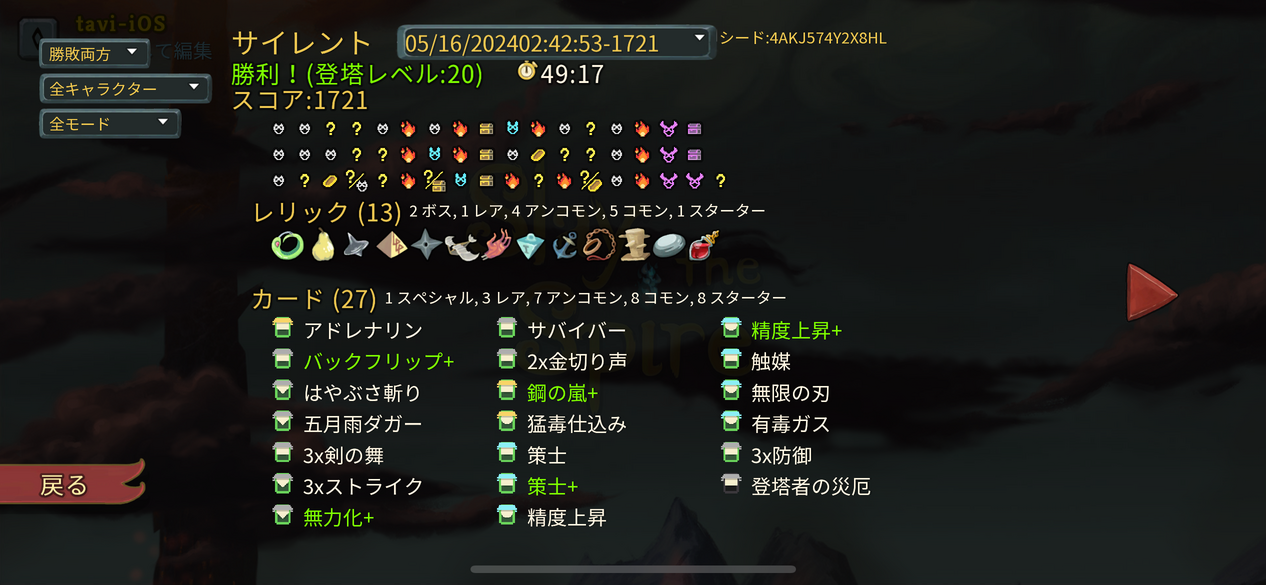 tavi-iOS
勝敗両方
て編集
サイレント
05/16/202402:42:53-1721
シード:4AKJ574Y2X8HL
全キャラクター
勝利！(登塔レベル:20)
49:17
スコア:1721
全モード
レリック (13) 2 ボス, 1 レア, 4 アンコモン, 5 コモン, 1 スターター
カード (27) 1 スペシャル, 3 レア, 7 アンコモン, 8 コモン, 8 スターター
アドレナリン
サバイバー
精度上昇+
バックフリップ+
2x金切り声
触媒
はやぶさ斬り
鋼の嵐+
無限の刃
五月雨ダガー
猛毒仕込み
有毒ガス
3x剣の舞
策士
3x防御
3xストライク
策士+
登塔者の災厄
無力化+
精度上昇
戻る